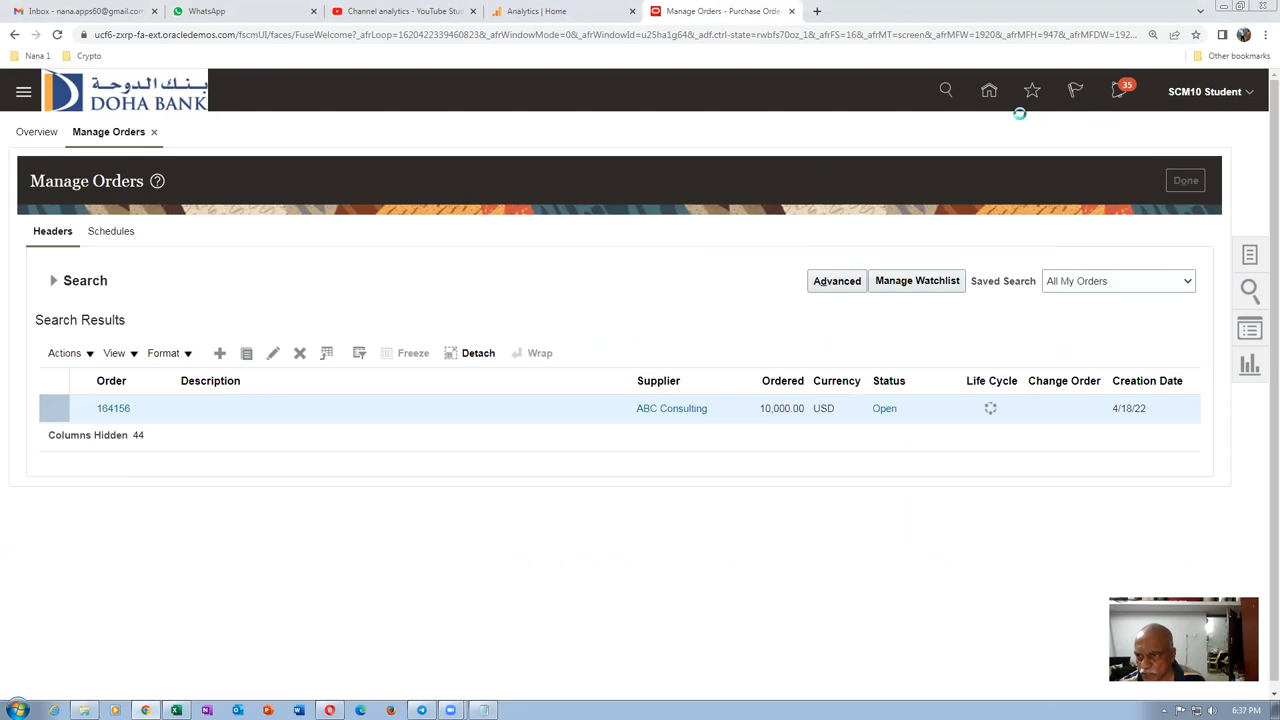 Inbox - nana.apps60@gmail.com
WhatsApp
Channel analytics - YouTube Stu
Analytics | Home
Manage Orders - Purchase Orde
ucf6-zxrp-fa-ext.oracledemos.com/fscmUI/faces/FuseWelcome?_afrLoop=16204223394608238&_afrWindowMode=0&_afrWindowId=u25ha1g64&_adf.ctrl-state=rwbfs70oz_1&_afrFS=16&_afrMT=screen&_afrMFW=1920&_afrMFH=947&_afrMFDW=192...
Nana 1
Crypto
Other bookmarks
بنك الدوحة
DOHA BANK
35
SCM10 Student
Overview
Manage Orders
Manage Orders
Done
Headers
Schedules
Search
Advanced
Manage Watchlist
Saved Search
All My Orders
Search Results
Actions
View
Format
Freeze
Detach
Wrap
Order Description Supplier Ordered Currency Status Life Cycle Change Order Creation Date
164156 ABC Consulting 10,000.00 USD Open 4/18/22
Columns Hidden 44
6:37 PM